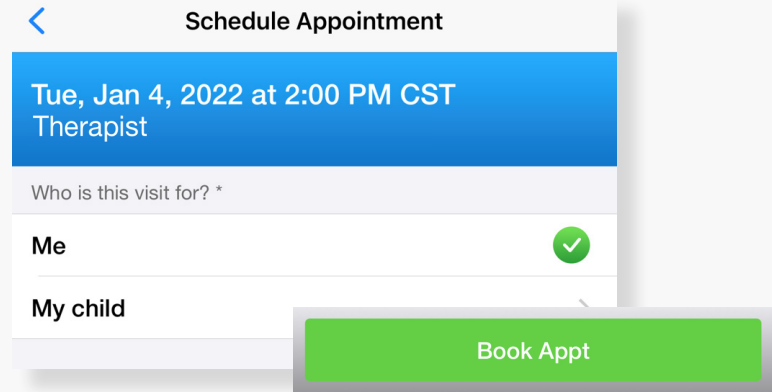 Schedule Appointment
Tue, Jan 4, 2022 at 2:00 PM CST
Therapist
Who is this visit for? *
Me
My child
Book Appt